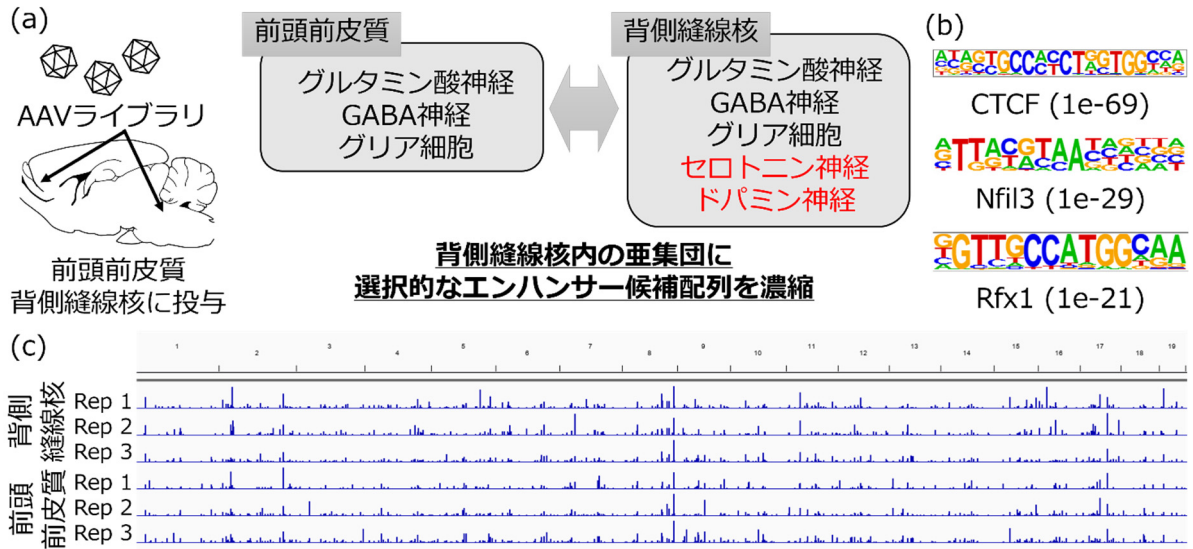 (a)
AAVライブラリ
前頭前皮質
背側縫線核に投与
前頭前皮質
グルタミン酸神経
GABA神経
グリア細胞
背側縫線核
グルタミン酸神経
GABA神経
グリア細胞
セロトニン神経
ドパミン神経
背側縫線核内の亜集団に
選択的なエンハンサー候補配列を濃縮
(b)
CTCF (1e-69)
Nfil3 (1e-29)
Rfx1 (1e-21)
(c)
1 2 3 4 5 6 7 8 9 10 11 12 13 14 15 16 17 18 19
背側縫線核
Rep 1
Rep 2
Rep 3
前頭前皮質
Rep 1
Rep 2
Rep 3